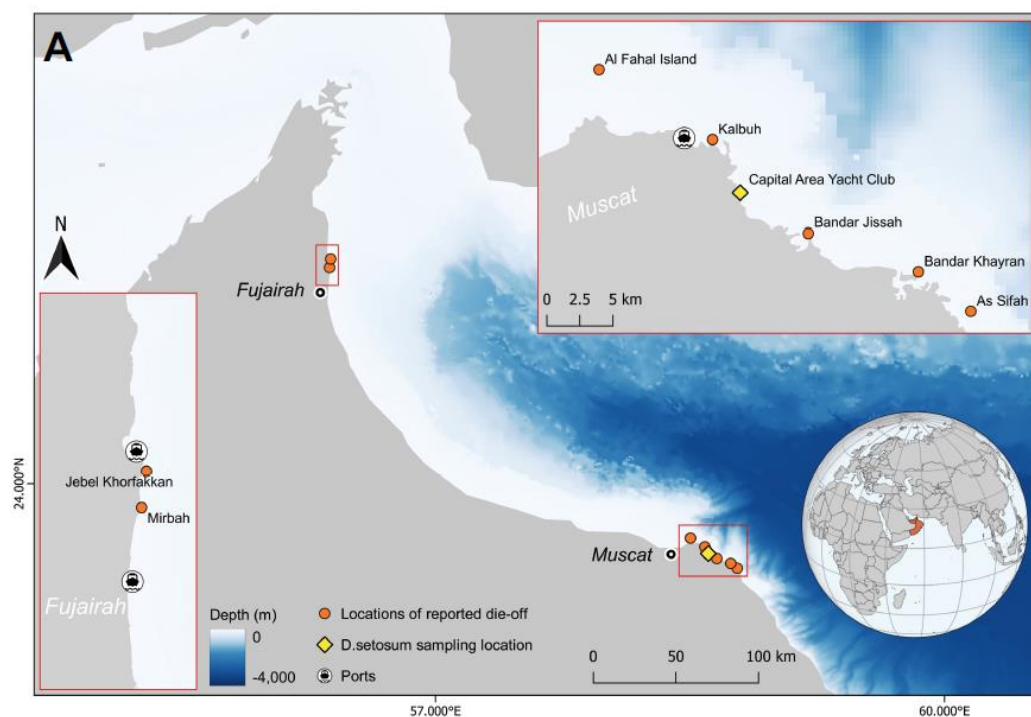 A
Al Fahal Island
Kalbuh
Capital Area Yacht Club
Muscat
Bandar Jissah
Bandar Khayran
As Sifah
0 2.5 5 km
N
Fujairah
Jebel Khorfakkan
Mirbah
Fujairah
24.000°N
Muscat
Depth (m)
0
-4,000
Locations of reported die-off
D.setosum sampling location
Ports
0 50 100 km
57.000°E
60.000°E